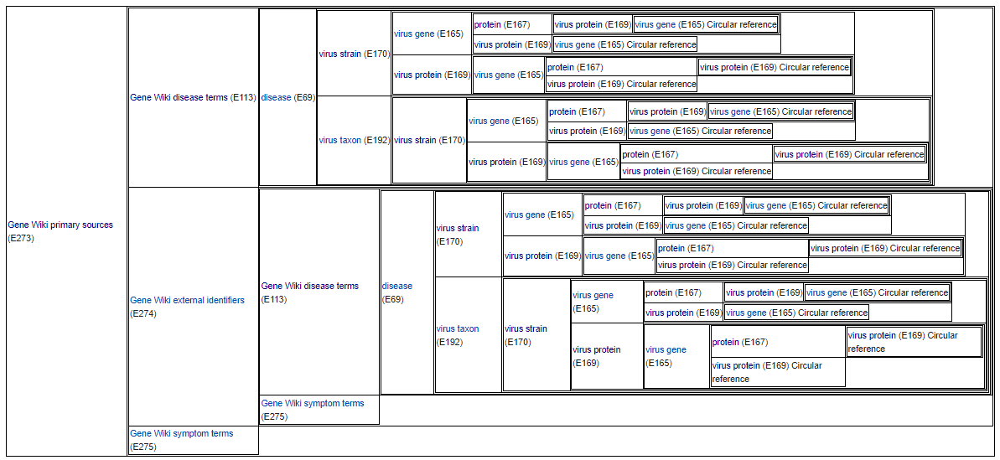 Gene Wiki primary sources
(E273)
Gene Wiki disease terms (E113)
disease (E69)
virus strain (E170)
virus gene (E165)
protein (E167)
virus protein (E169)
virus gene (E165) Circular reference
virus protein (E169)
virus gene (E165) Circular reference
virus protein (E169)
virus gene (E165)
protein (E167)
virus protein (E169) Circular reference
virus protein (E169) Circular reference
virus taxon (E192)
virus strain (E170)
virus gene (E165)
protein (E167)
virus protein (E169)
virus gene (E165) Circular reference
virus protein (E169)
virus gene (E165) Circular reference
virus protein (E169)
virus gene (E165)
protein (E167)
virus protein (E169) Circular reference
virus protein (E169) Circular reference
Gene Wiki external identifiers
(E274)
Gene Wiki disease terms
(E113)
disease
(E69)
virus strain
(E170)
virus gene (E165)
protein (E167)
virus protein (E169)
virus gene (E165) Circular reference
virus protein (E169)
virus gene (E165) Circular reference
virus protein (E169)
virus gene (E165)
protein (E167)
virus protein (E169) Circular reference
virus protein (E169) Circular reference
virus taxon
(E192)
virus strain
(E170)
virus gene
(E165)
protein (E167)
virus protein (E169)
virus gene (E165) Circular reference
virus protein (E169)
virus gene (E165) Circular reference
virus protein
(E169)
virus gene
(E165)
protein (E167)
virus protein (E169) Circular
reference
virus protein (E169) Circular
reference
Gene Wiki symptom terms
(E275)
Gene Wiki symptom terms
(E275)